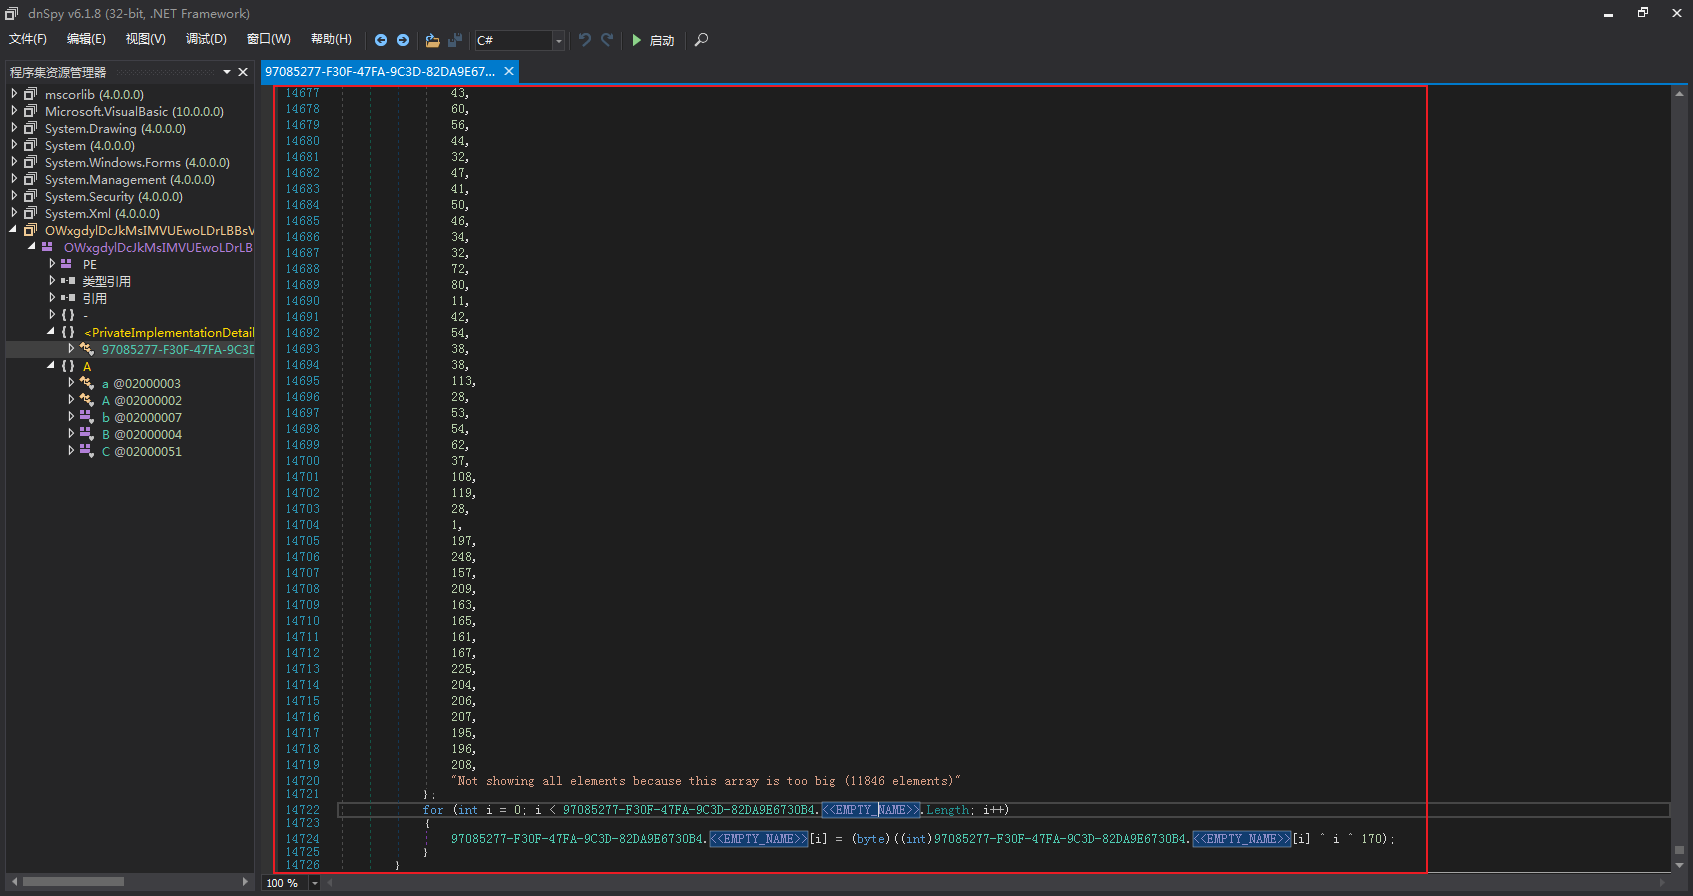 dnSpy v6.1.8 (32-bit, .NET Framework)
文件(F) 编辑(E) 视图(V) 调试(D) 窗口(W) 帮助(H) C# 启动
程序集资源管理器
97085277-F30F-47FA-9C3D-82DA9E67...
mscorlib (4.0.0.0)
Microsoft.VisualBasic (10.0.0.0)
System.Drawing (4.0.0.0)
System (4.0.0.0)
System.Windows.Forms (4.0.0.0)
System.Management (4.0.0.0)
System.Security (4.0.0.0)
System.Xml (4.0.0.0)
OWxgdylDcJkMsIMVUEwoLDrLBBsV
OWxgdylDcJkMsIMVUEwoLDrLB
PE
类型引用
引用
{} -
{} <PrivateImplementationDetail
97085277-F30F-47FA-9C3D
{} A
a @02000003
A @02000002
b @02000007
B @02000004
C @02000051
14677 43,
14678 60,
14679 56,
14680 44,
14681 32,
14682 47,
14683 41,
14684 50,
14685 46,
14686 34,
14687 32,
14688 72,
14689 80,
14690 11,
14691 42,
14692 54,
14693 38,
14694 38,
14695 113,
14696 28,
14697 53,
14698 54,
14699 62,
14700 37,
14701 108,
14702 119,
14703 28,
14704 1,
14705 197,
14706 248,
14707 157,
14708 209,
14709 163,
14710 165,
14711 161,
14712 167,
14713 225,
14714 204,
14715 206,
14716 207,
14717 195,
14718 196,
14719 208,
14720 "Not showing all elements because this array is too big (11846 elements)"
14721 };
14722 for (int i = 0; i < 97085277-F30F-47FA-9C3D-82DA9E6730B4.<<EMPTY_NAME>>.Length; i++)
14723 {
14724 97085277-F30F-47FA-9C3D-82DA9E6730B4.<<EMPTY_NAME>>[i] = (byte)((int)97085277-F30F-47FA-9C3D-82DA9E6730B4.<<EMPTY_NAME>>[i] ^ i ^ 170);
14725 }
14726 }
100 %